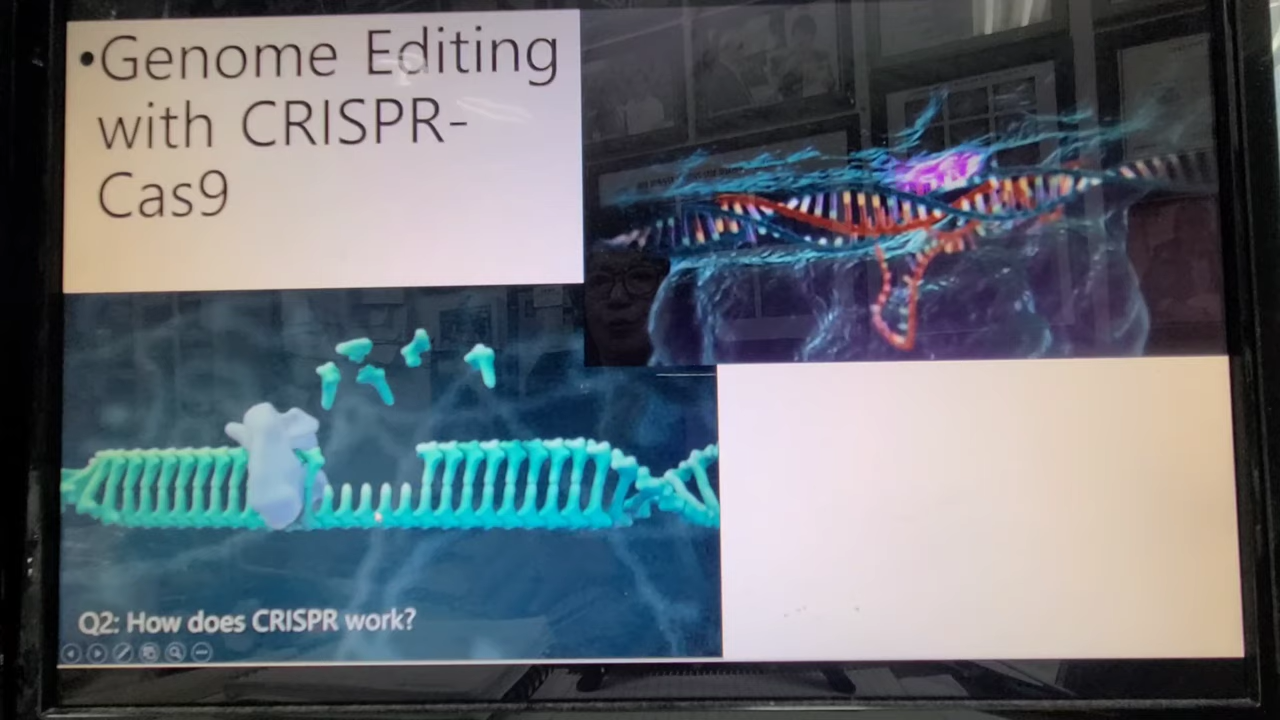 •Genome Editing
with CRISPR-
Cas9
Q2: How does CRISPR work?